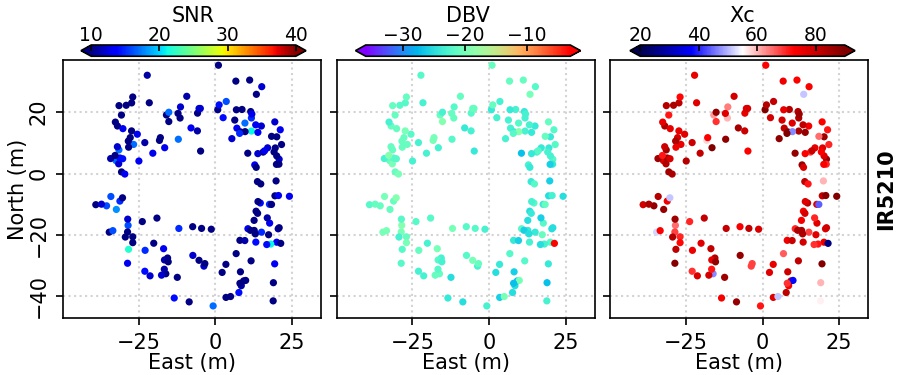 SNR DBV Xc
10 20 30 40 −30 −20 −10 20 40 60 80
20
0
−20
−40
North (m)
−25 0 25 −25 0 25 −25 0 25
East (m) East (m) East (m)
IR5210